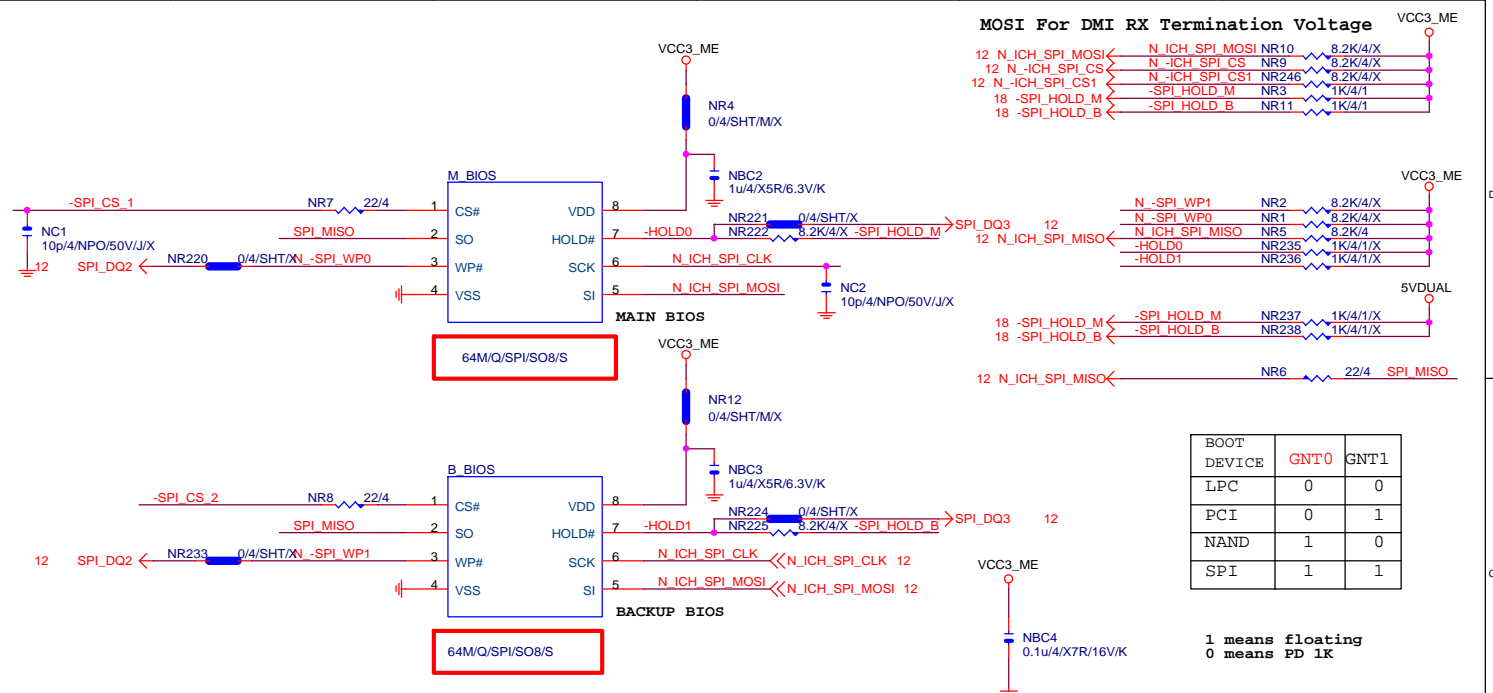 MOSI For DMI RX Termination Voltage
VCC3_ME
12 N_ICH_SPI_MOSI N_ICH_SPI_MOSI NR10 8.2K/4/X
12 N_-ICH_SPI_CS N_-ICH_SPI_CS NR9 8.2K/4/X
12 N_-ICH_SPI_CS1 N_-ICH_SPI_CS1 NR246 8.2K/4/X
18 -SPI_HOLD_M -SPI_HOLD_M NR3 1K/4/1
18 -SPI_HOLD_B -SPI_HOLD_B NR11 1K/4/1
VCC3_ME
NR4
0/4/SHT/M/X
NBC2
1u/4/X5R/6.3V/K
M_BIOS
-SPI_CS_1 NR7 22/4 1 CS# VDD 8
NC1
10p/4/NPO/50V/J/X
SPI_MISO 2 SO HOLD# 7 -HOLD0
NR221 0/4/SHT/X SPI_DQ3 12
NR222 8.2K/4/X -SPI_HOLD_M
12 SPI_DQ2 NR220 0/4/SHT/X N_-SPI_WP0 3 WP# SCK 6 N_ICH_SPI_CLK
4 VSS SI 5 N_ICH_SPI_MOSI
NC2
10p/4/NPO/50V/J/X
MAIN BIOS
64M/Q/SPI/SO8/S
VCC3_ME
N_-SPI_WP1 NR2 8.2K/4/X
N_-SPI_WP0 NR1 8.2K/4/X
12 N_ICH_SPI_MISO N_ICH_SPI_MISO NR5 8.2K/4
-HOLD0 NR235 1K/4/1/X
-HOLD1 NR236 1K/4/1/X
5VDUAL
18 -SPI_HOLD_M -SPI_HOLD_M NR237 1K/4/1/X
18 -SPI_HOLD_B -SPI_HOLD_B NR238 1K/4/1/X
12 N_ICH_SPI_MISO NR6 22/4 SPI_MISO
VCC3_ME
NR12
0/4/SHT/M/X
NBC3
1u/4/X5R/6.3V/K
B_BIOS
-SPI_CS_2 NR8 22/4 1 CS# VDD 8
SPI_MISO 2 SO HOLD# 7 -HOLD1
NR224 0/4/SHT/X SPI_DQ3 12
NR225 8.2K/4/X -SPI_HOLD_B
12 SPI_DQ2 NR233 0/4/SHT/X N_-SPI_WP1 3 WP# SCK 6 N_ICH_SPI_CLK N_ICH_SPI_CLK 12
4 VSS SI 5 N_ICH_SPI_MOSI N_ICH_SPI_MOSI 12
BACKUP BIOS
64M/Q/SPI/SO8/S
VCC3_ME
NBC4
0.1u/4/X7R/16V/K
BOOT DEVICE GNT0 GNT1
LPC 0 0
PCI 0 1
NAND 1 0
SPI 1 1
1 means floating
0 means PD 1K